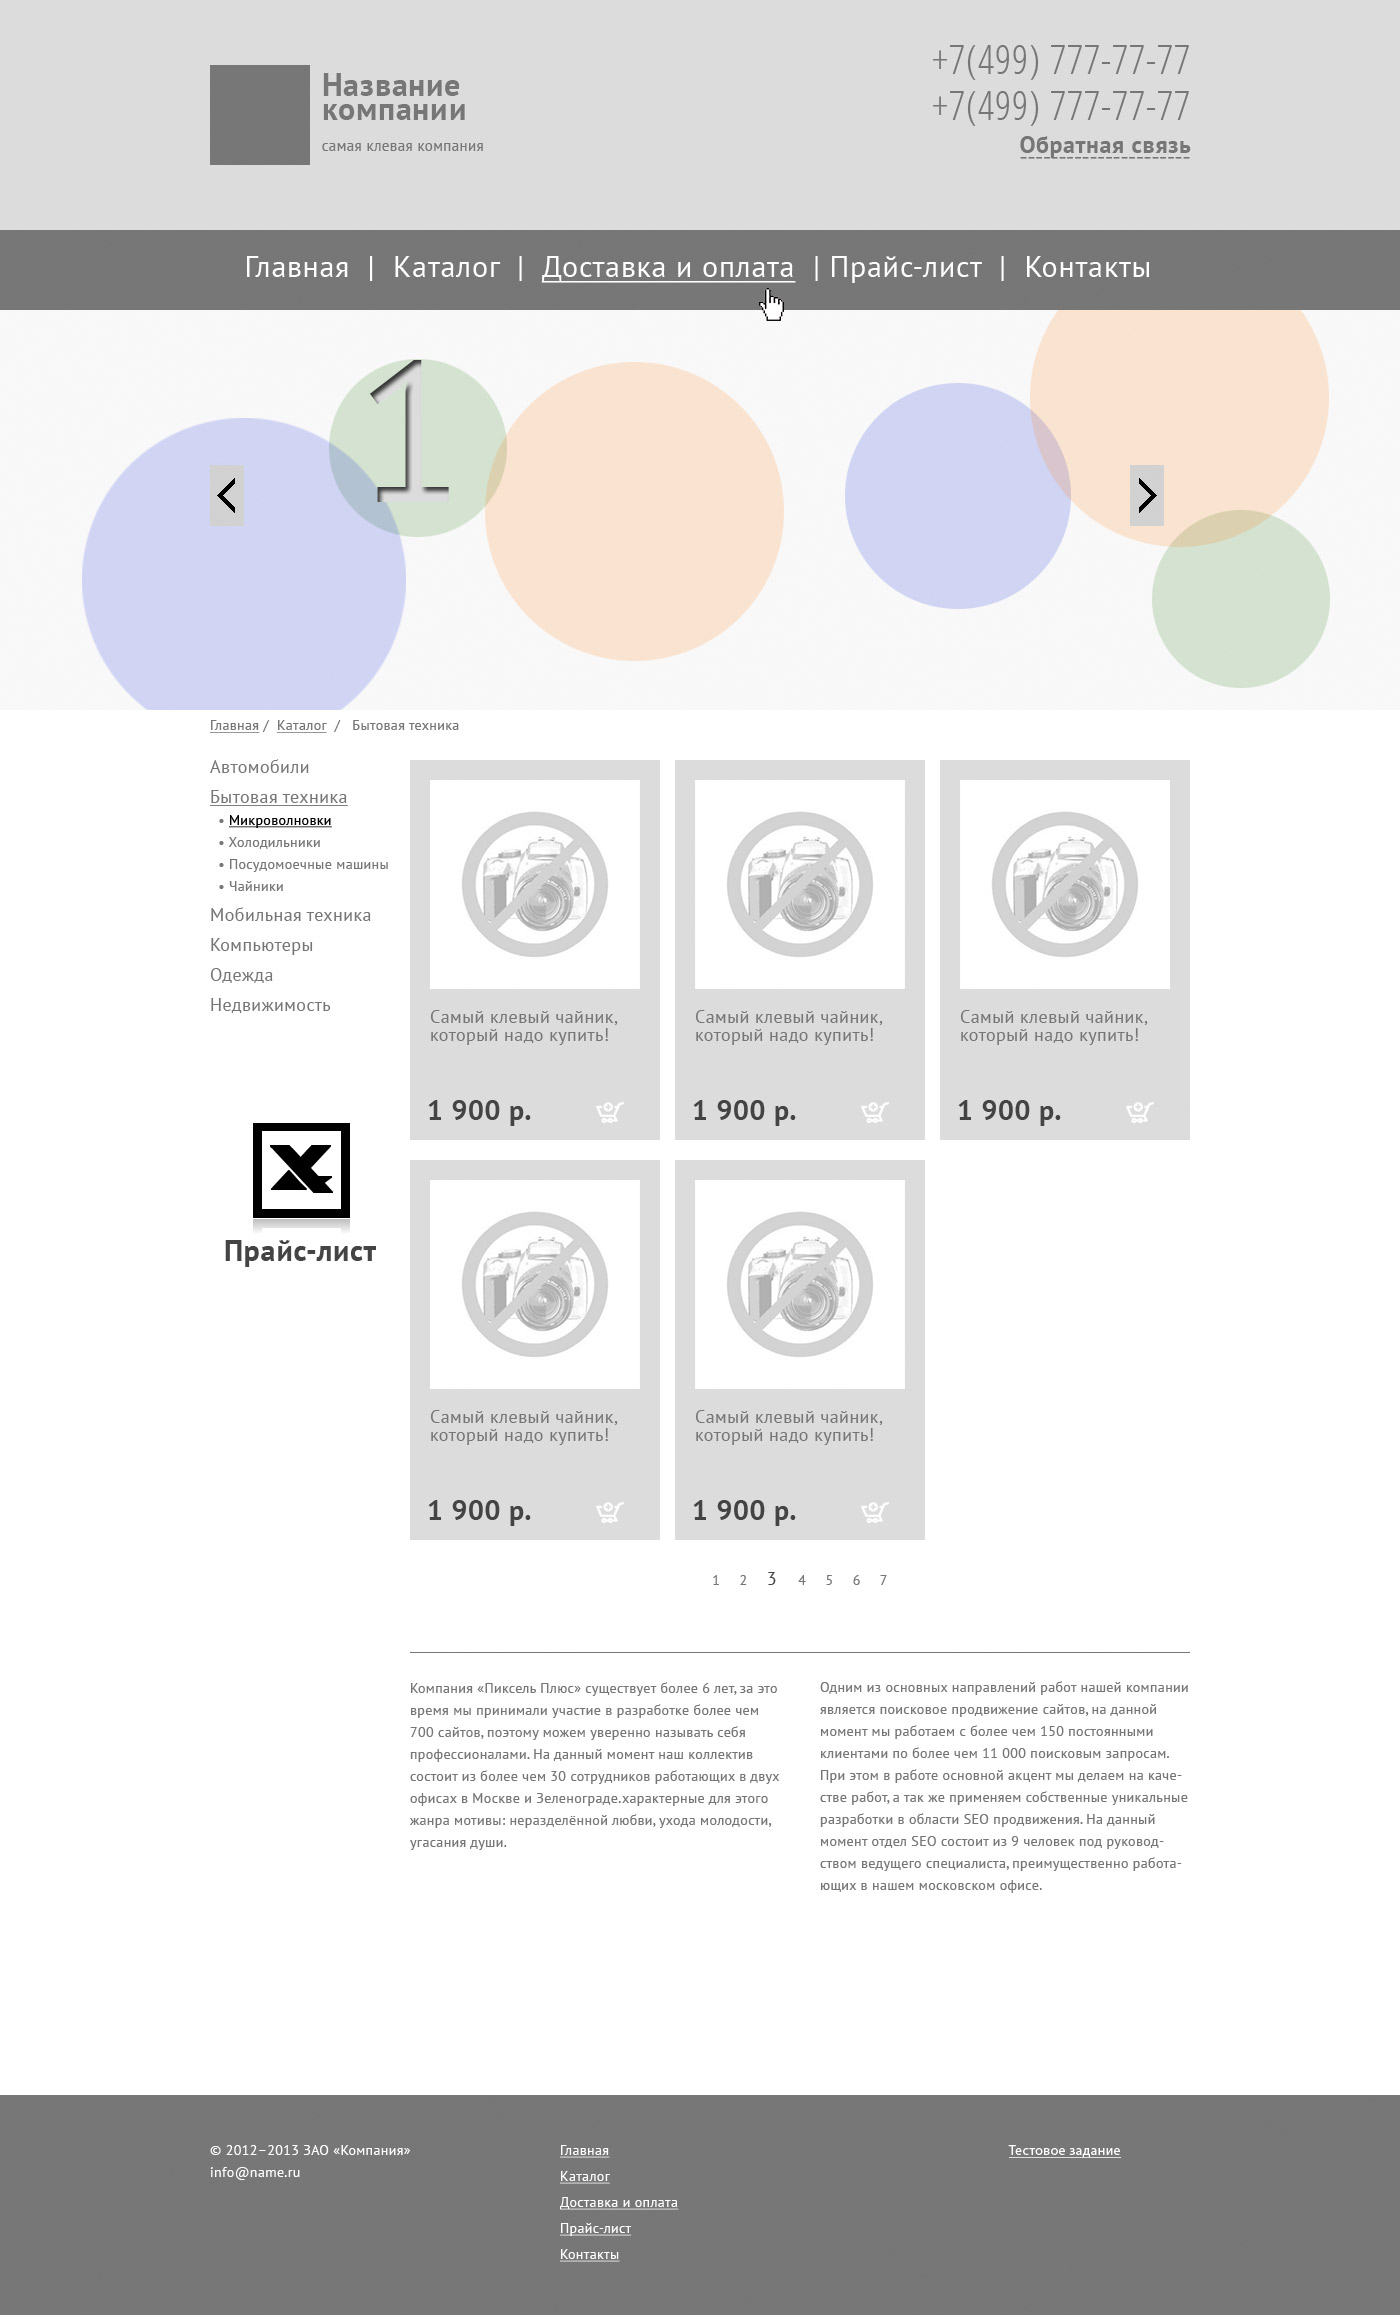 Название
компании
самая клевая компания
+7(499) 777-77-77
+7(499) 777-77-77
Обратная связь
Главная | Каталог | Доставка и оплата | Прайс-лист | Контакты
1
Главная / Каталог / Бытовая техника
Автомобили
Бытовая техника
• Микроволновки
• Холодильники
• Посудомоечные машины
• Чайники
Мобильная техника
Компьютеры
Одежда
Недвижимость
Прайс-лист
Самый клевый чайник,
который надо купить!
1 900 р.
Самый клевый чайник,
который надо купить!
1 900 р.
Самый клевый чайник,
который надо купить!
1 900 р.
Самый клевый чайник,
который надо купить!
1 900 р.
Самый клевый чайник,
который надо купить!
1 900 р.
1 2 3 4 5 6 7
Компания «Пиксель Плюс» существует более 6 лет, за это
время мы принимали участие в разработке более чем
700 сайтов, поэтому можем уверенно называть себя
профессионалами. На данный момент наш коллектив
состоит из более чем 30 сотрудников работающих в двух
офисах в Москве и Зеленограде.характерные для этого
жанра мотивы: неразделённой любви, ухода молодости,
угасания души.
Одним из основных направлений работ нашей компании
является поисковое продвижение сайтов, на данной
момент мы работаем с более чем 150 постоянными
клиентами по более чем 11 000 поисковым запросам.
При этом в работе основной акцент мы делаем на каче-
стве работ, а так же применяем собственные уникальные
разработки в области SEO продвижения. На данный
момент отдел SEO состоит из 9 человек под руковод-
ством ведущего специалиста, преимущественно работа-
ющих в нашем московском офисе.
© 2012–2013 ЗАО «Компания»
info@name.ru
Главная
Каталог
Доставка и оплата
Прайс-лист
Контакты
Тестовое задание